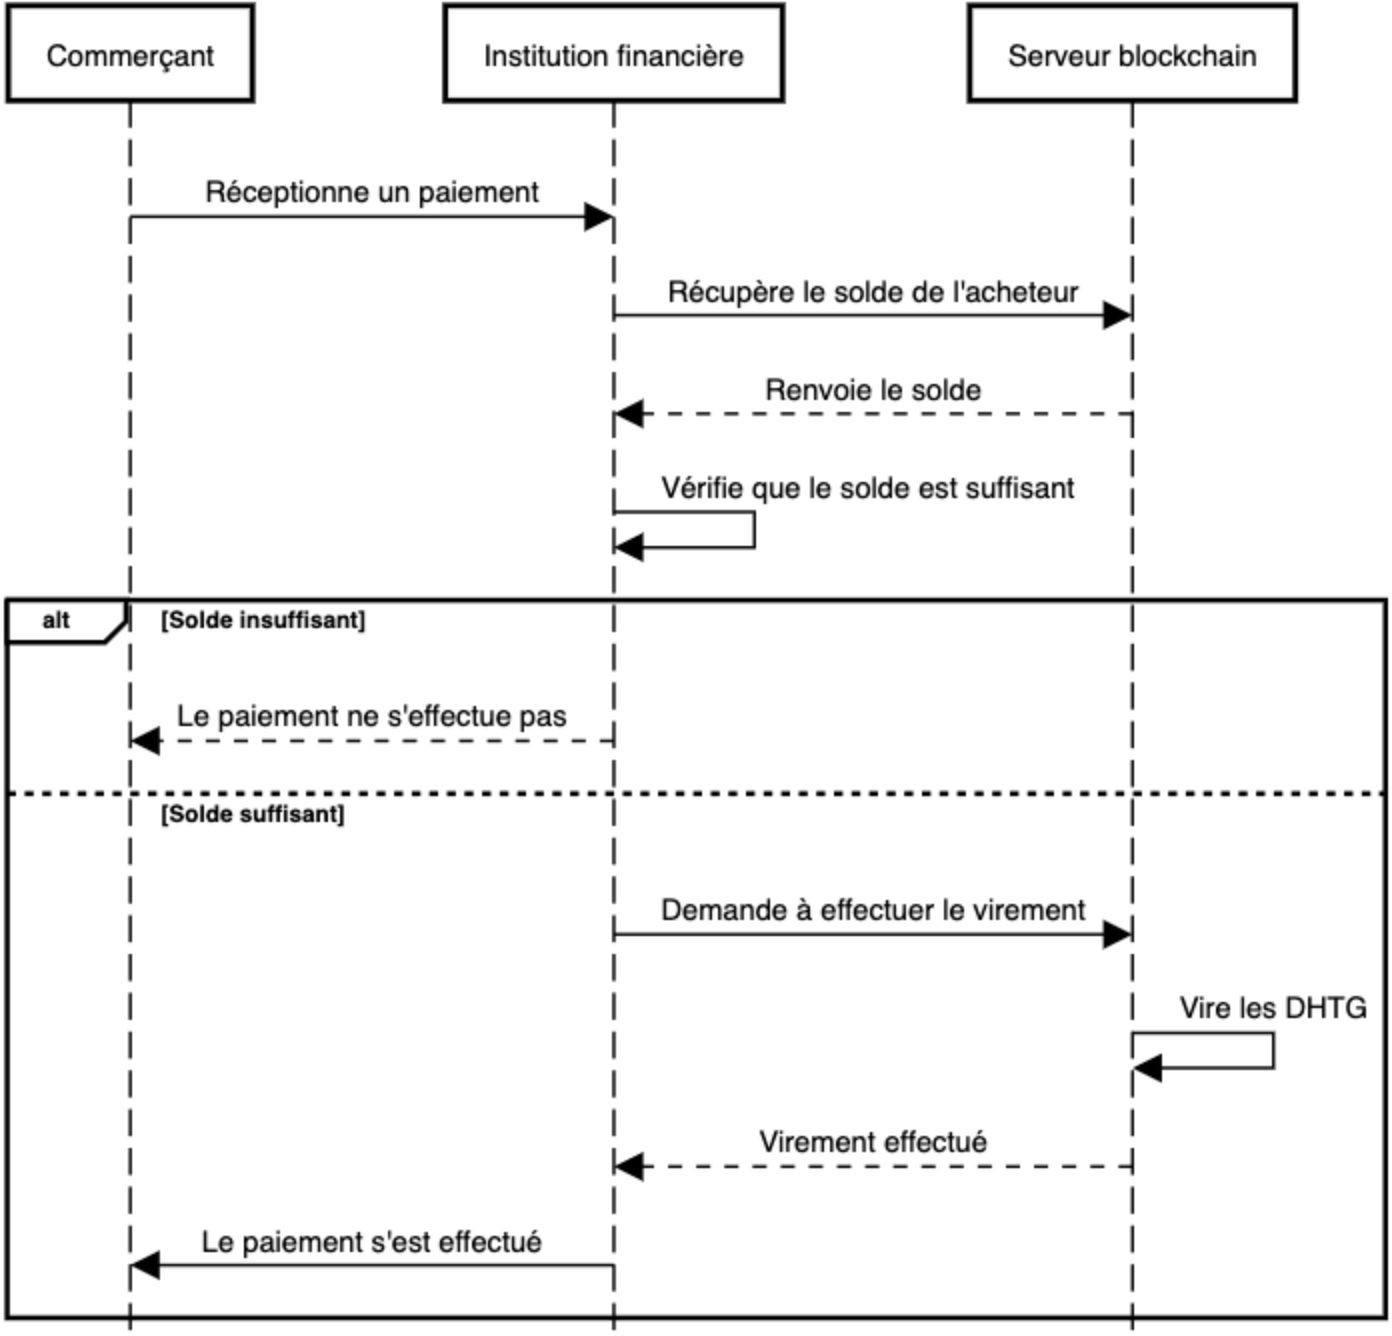 Commerçant
Institution financière
Serveur blockchain
Réceptionne un paiement
Récupère le solde de l'acheteur
Renvoie le solde
Vérifie que le solde est suffisant
alt
[Solde insuffisant]
Le paiement ne s'effectue pas
[Solde suffisant]
Demande à effectuer le virement
Vire les DHTG
Virement effectué
Le paiement s'est effectué